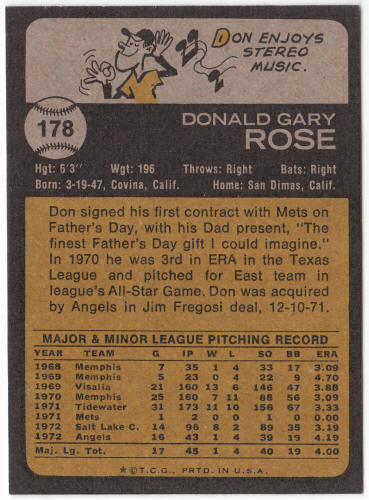 DON ENJOYS
STEREO
MUSIC.
178
DONALD GARY
ROSE
Hgt: 6'3" Wgt: 196 Throws: Right Bats: Right
Born: 3-19-47, Covina, Calif. Home: San Dimas, Calif.
Don signed his first contract with Mets on
Father's Day, with his Dad present, "The
finest Father's Day gift I could imagine."
In 1970 he was 3rd in ERA in the Texas
League and pitched for East team in
league's All-Star Game. Don was acquired
by Angels in Jim Fregosi deal, 12-10-71.
MAJOR & MINOR LEAGUE PITCHING RECORD
YEAR TEAM G IP W L SO BB ERA
1968 Memphis 7 35 1 4 33 17 3.09
1969 Memphis 5 23 0 4 22 9 4.70
1969 Visalia 21 160 13 6 146 47 3.88
1970 Memphis 25 160 7 11 88 56 3.09
1971 Tidewater 31 173 11 10 156 67 3.33
1971 Mets 1 2 0 0 1 0 0.00
1972 Salt Lake C. 14 96 8 2 89 35 3.19
1972 Angels 16 43 1 4 39 19 4.19
Maj. Lg. Tot. 17 45 1 4 40 19 4.00
*©T.C.G., PRTD. IN U.S.A.